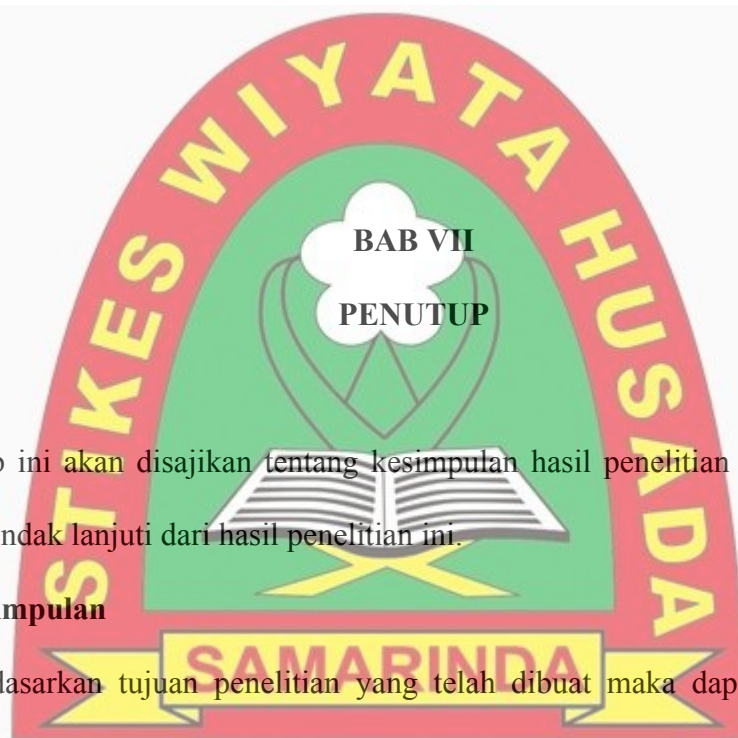 STIKES WIYATA HUSADA
BAB VII
PENUTUP
ini akan disajikan tentang kesimpulan hasil penelitian
ndak lanjuti dari hasil penelitian ini.
mpulan
dasarkan tujuan penelitian yang telah dibuat maka dap
SAMARINDA